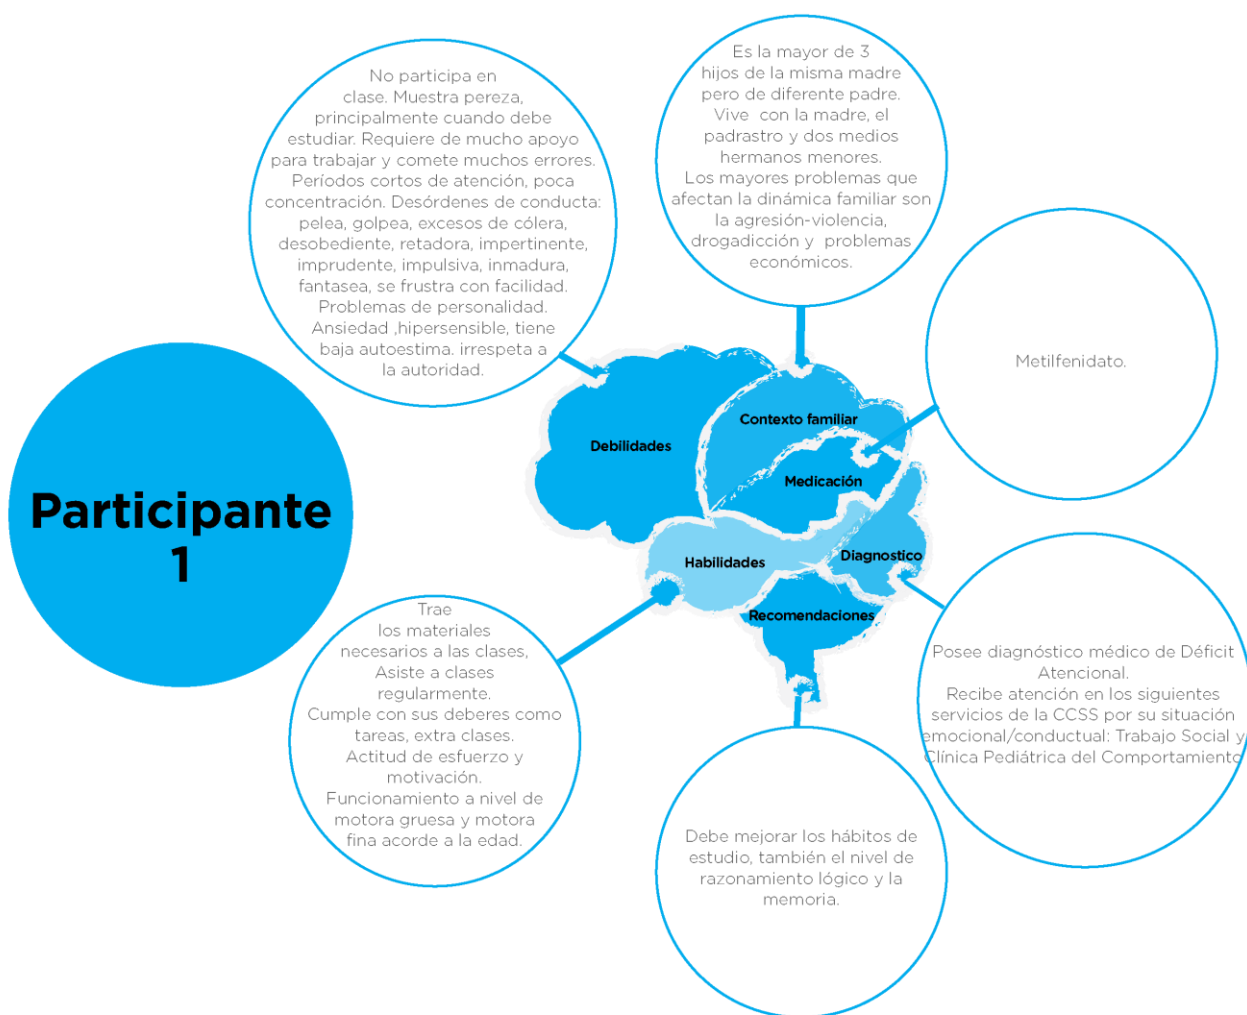 No participa en
clase. Muestra pereza,
principalmente cuando debe
estudiar. Requiere de mucho apoyo
para trabajar y comete muchos errores.
Períodos cortos de atención, poca
concentración. Desórdenes de conducta:
pelea, golpea, excesos de cólera,
desobediente, retadora, impertinente,
imprudente, impulsiva, inmadura,
fantasea, se frustra con facilidad.
Problemas de personalidad.
Ansiedad ,hipersensible, tiene
baja autoestima. irrespeta a
la autoridad.
Es la mayor de 3
hijos de la misma madre
pero de diferente padre.
Vive con la madre, el
padrastro y dos medios
hermanos menores.
Los mayores problemas que
afectan la dinámica familiar son
la agresión-violencia,
drogadicción y problemas
económicos.
Metilfenidato.
Participante
1
Debilidades
Contexto familiar
Medicación
Habilidades
Diagnostico
Recomendaciones
Trae
los materiales
necesarios a las clases,
Asiste a clases
regularmente.
Cumple con sus deberes como
tareas, extra clases.
Actitud de esfuerzo y
motivación.
Funcionamiento a nivel de
motora gruesa y motora
fina acorde a la edad.
Posee diagnóstico médico de Déficit
Atencional.
Recibe atención en los siguientes
servicios de la CCSS por su situación
emocional/conductual: Trabajo Social y
Clínica Pediátrica del Comportamiento
Debe mejorar los hábitos de
estudio, también el nivel de
razonamiento lógico y la
memoria.